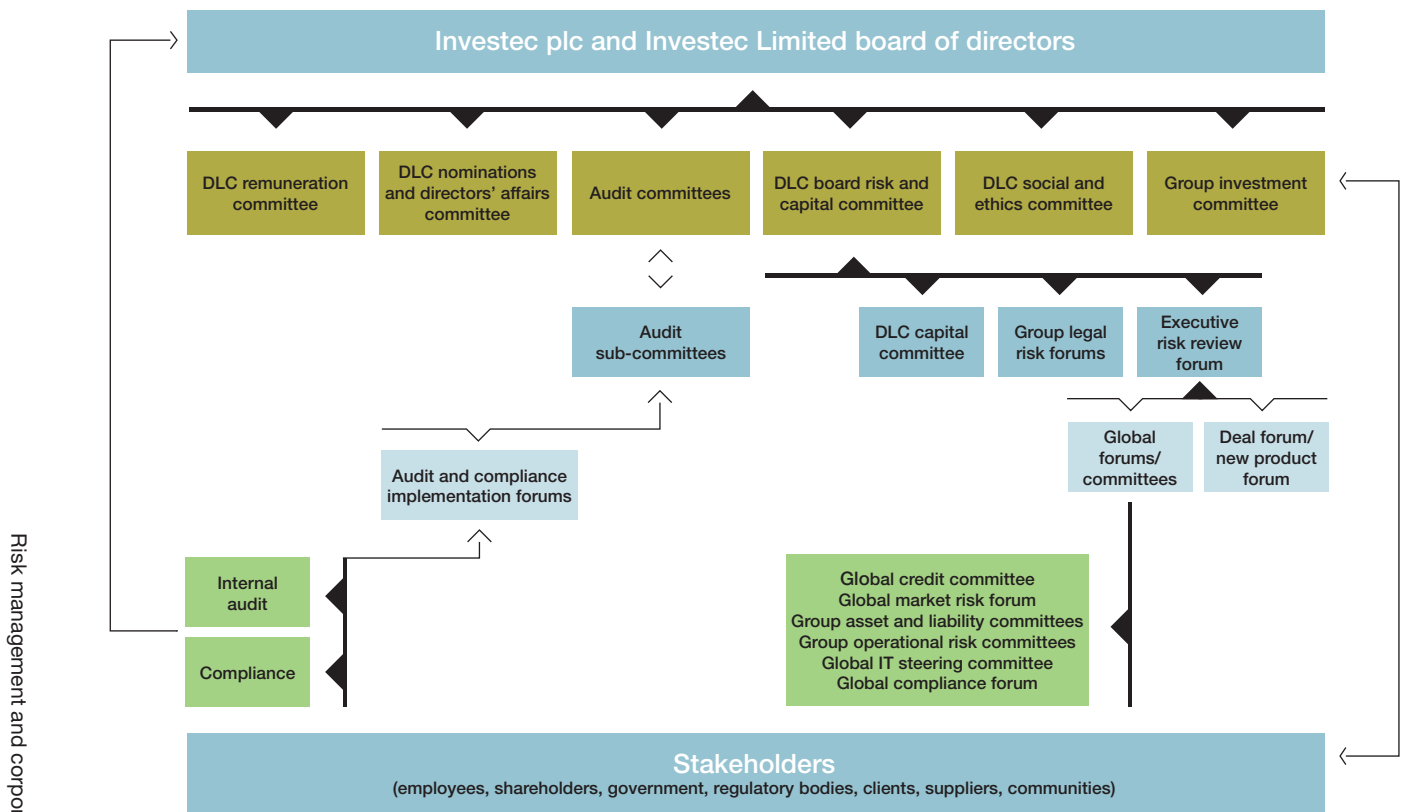 Investec plc and Investec Limited board of directors
DLC remuneration
committee
DLC nominations
and directors’ affairs
committee
Audit committees
DLC board risk and
capital committee
DLC social and
ethics committee
Group investment
committee
Audit
sub-committees
DLC capital
committee
Group legal
risk forums
Executive
risk review
forum
Global
forums/
committees
Deal forum/
new product
forum
Audit and compliance
implementation forums
Internal
audit
Compliance
Global credit committee
Global market risk forum
Group asset and liability committees
Group operational risk committees
Global IT steering committee
Global compliance forum
Stakeholders
(employees, shareholders, government, regulatory bodies, clients, suppliers, communities)
Risk management and